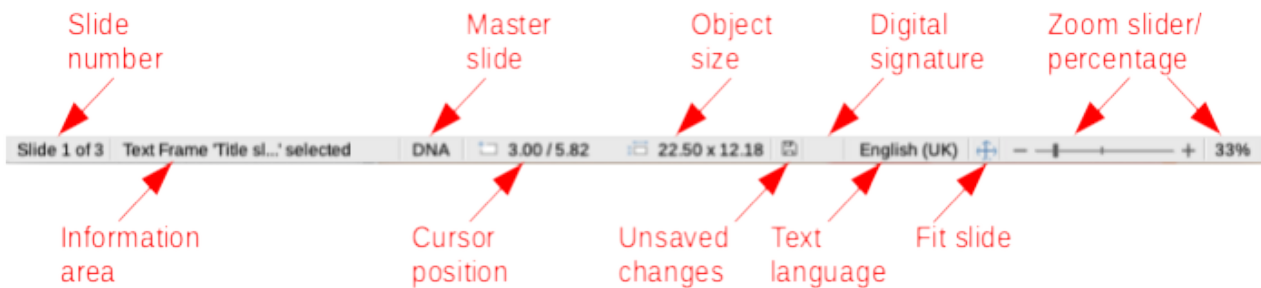 Slide number
Master slide
Object size
Digital signature
Zoom slider/ percentage
Slide 1 of 3 Text Frame 'Title sl...' selected DNA 3.00 / 5.82 22.50 x 12.18 English (UK) − + 33%
Information area
Cursor position
Unsaved changes
Text language
Fit slide